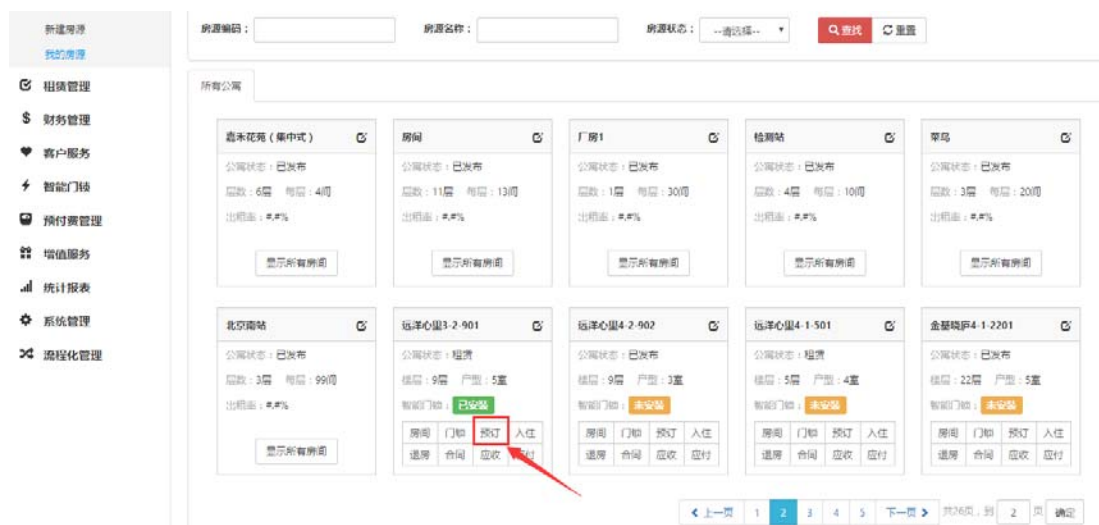 新建房源
我的房源
租赁管理
财务管理
客户服务
智能门锁
预付费管理
增值服务
统计报表
系统管理
流程化管理
房源编码： 房源名称： 房源状态： --请选择-- 查找 重置
所有公寓
嘉禾花苑（集中式） 房间 厂房1 检测站 菜鸟
公寓状态：已发布 公寓状态：已发布 公寓状态：已发布 公寓状态：已发布 公寓状态：已发布
层数：6层 每层：4间 层数：11层 每层：13间 层数：1层 每层：30间 层数：4层 每层：10间 层数：3层 每层：20间
出租率：#.#% 出租率：#.#% 出租率：#.#% 出租率：#.#% 出租率：#.#%
显示所有房间 显示所有房间 显示所有房间 显示所有房间 显示所有房间
北京南站 远洋心里3-2-901 远洋心里4-2-902 远洋心里4-1-501 金基晓庐4-1-2201
公寓状态：已发布 公寓状态：租赁 公寓状态：已发布 公寓状态：租赁 公寓状态：已发布
层数：3层 每层：99间 楼层：9层 户型：5室 楼层：9层 户型：3室 楼层：5层 户型：4室 楼层：22层 户型：5室
出租率：#.#% 智能门锁：已安装 智能门锁：未安装 智能门锁：未安装 智能门锁：未安装
房间 门锁 预订 入住 房间 门锁 预订 入住 房间 门锁 预订 入住 房间 门锁 预订 入住
显示所有房间 退房 合同 应收 应付 退房 合同 应收 应付 退房 合同 应收 应付 退房 合同 应收 应付
上一页 1 2 3 4 5 下一页 共26页，到 2 页 确定